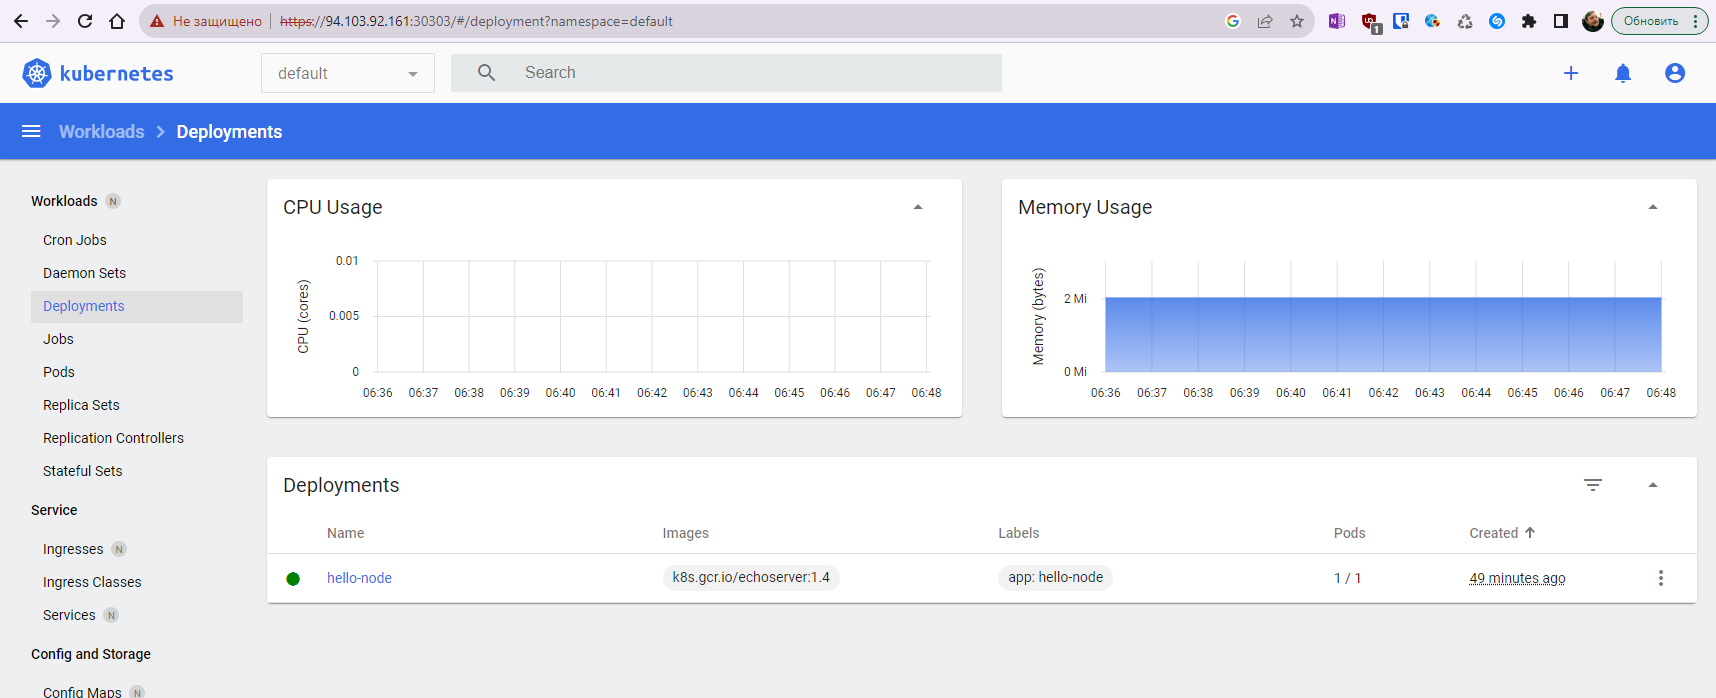 Не защищено https://94.103.92.161:30303/#/deployment?namespace=default 1 Обновить
kubernetes default Search
Workloads Deployments
Workloads N
Cron Jobs
Daemon Sets
Deployments
Jobs
Pods
Replica Sets
Replication Controllers
Stateful Sets
Service
Ingresses N
Ingress Classes
Services N
Config and Storage
Config Maps N
CPU Usage
CPU (cores)
0.01
0.005
0
06:36 06:37 06:38 06:39 06:40 06:41 06:42 06:43 06:44 06:45 06:46 06:47 06:48
Memory Usage
Memory (bytes)
2 Mi
0 Mi
06:36 06:37 06:38 06:39 06:40 06:41 06:42 06:43 06:44 06:45 06:46 06:47 06:48
Deployments
Name Images Labels Pods Created
hello-node k8s.gcr.io/echoserver:1.4 app: hello-node 1 / 1 49 minutes ago